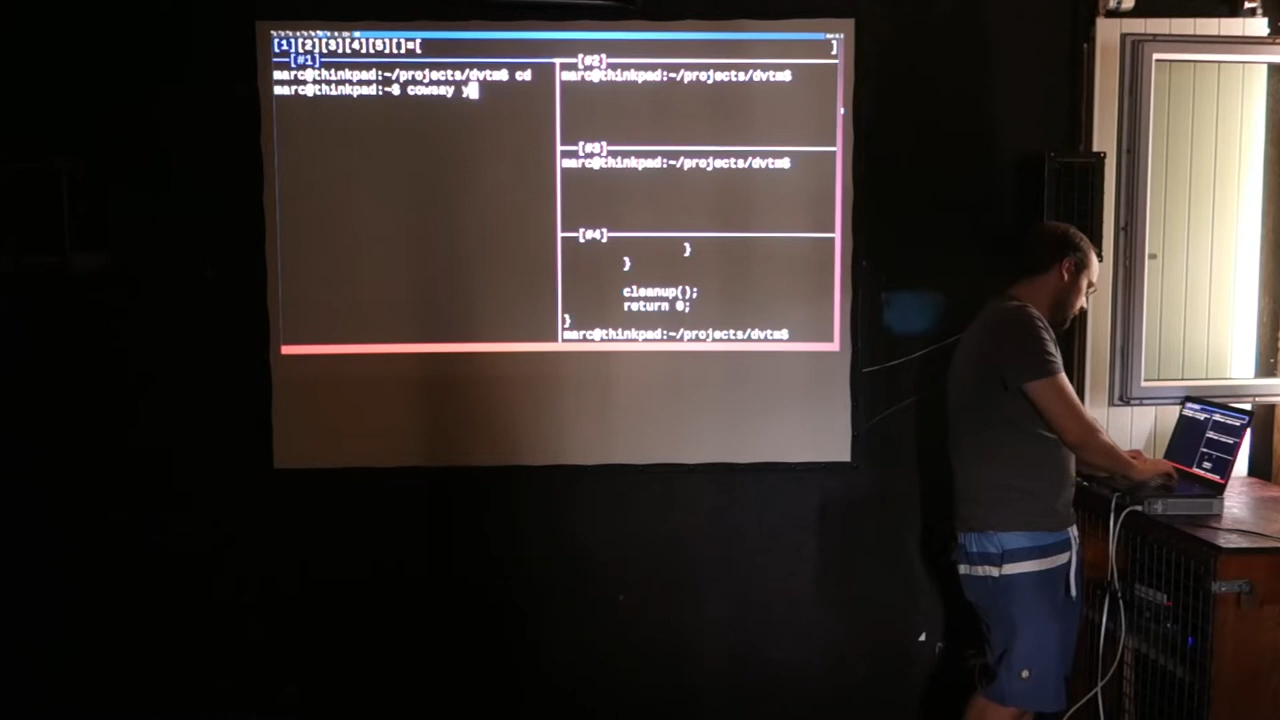 [1][2][3][4][5][]=[ ]
[#1]
marc@thinkpad:~/projects/dvtm$ cd
marc@thinkpad:~$ cowsay y
[#2]
marc@thinkpad:~/projects/dvtm$
[#3]
marc@thinkpad:~/projects/dvtm$
[#4]
}
}
cleanup();
return 0;
}
marc@thinkpad:~/projects/dvtm$